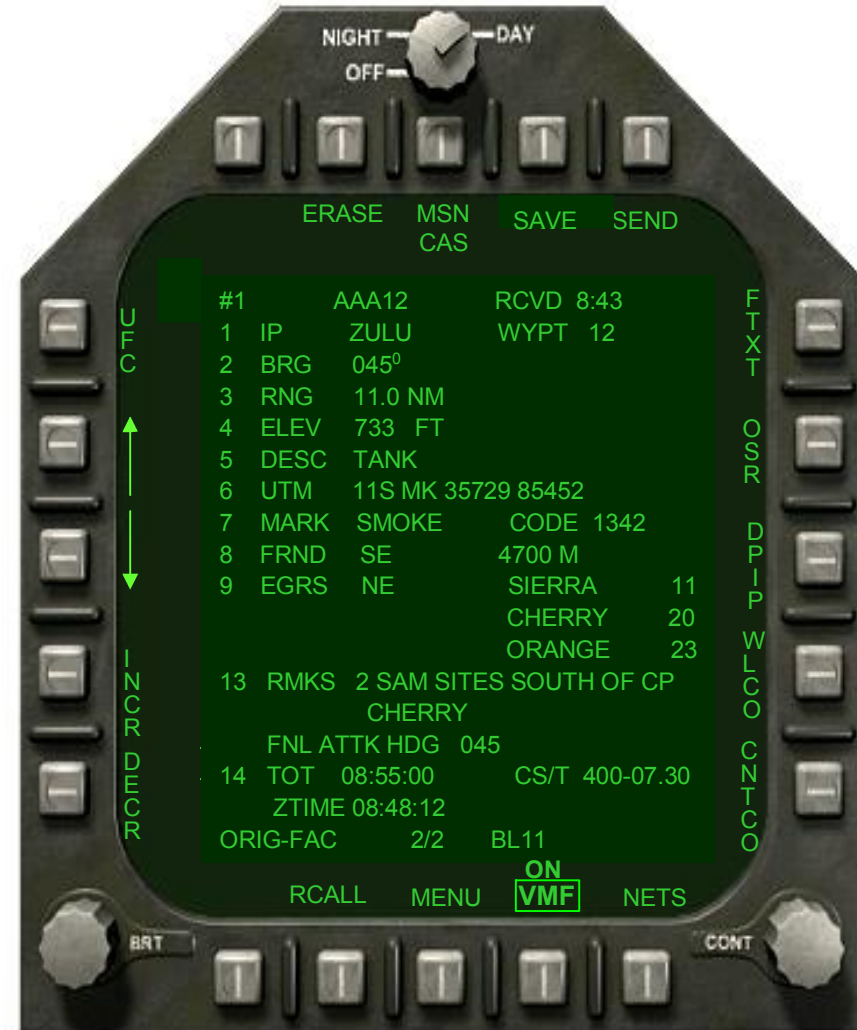 NIGHT DAY
OFF
ERASE MSN SAVE SEND
CAS
#1 AAA12 RCVD 8:43
1 IP ZULU WYPT 12
2 BRG 045⁰
3 RNG 11.0 NM
4 ELEV 733 FT
5 DESC TANK
6 UTM 11S MK 35729 85452
7 MARK SMOKE CODE 1342
8 FRND SE 4700 M
9 EGRS NE SIERRA 11
CHERRY 20
ORANGE 23
13 RMKS 2 SAM SITES SOUTH OF CP
CHERRY
FNL ATTK HDG 045
14 TOT 08:55:00 CS/T 400-07.30
ZTIME 08:48:12
ORIG-FAC 2/2 BL11
UFC
INCR
DECR
FTXT
OSR
DPIP
WLCO
CNTCO
ON
RCALL MENU VMF NETS
BRT CONT